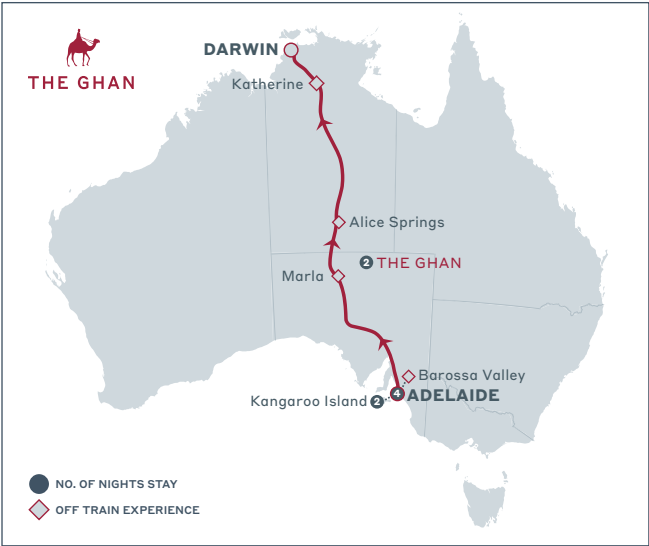 DARWIN
THE GHAN
Katherine
Alice Springs
2 THE GHAN
Marla
Barossa Valley
4 ADELAIDE
Kangaroo Island 2
NO. OF NIGHTS STAY
OFF TRAIN EXPERIENCE